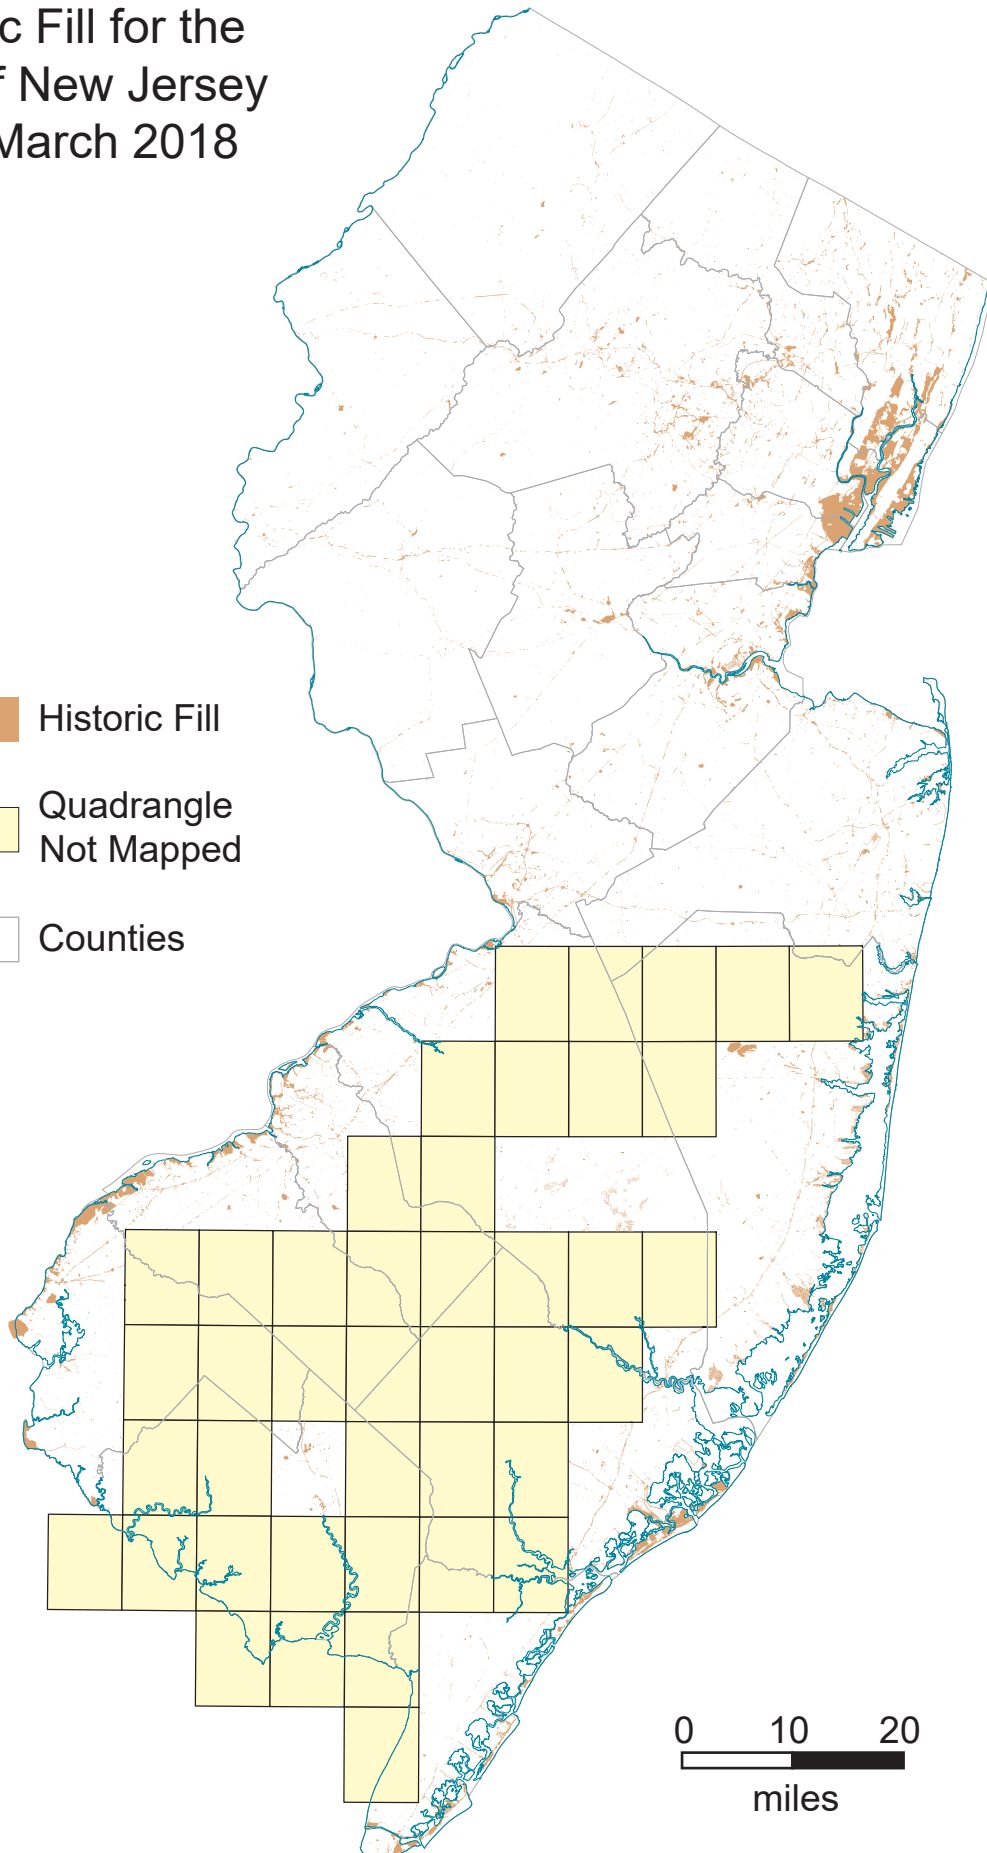 c Fill for the
f New Jersey
March 2018
Historic Fill
Quadrangle
Not Mapped
Counties
0 10 20
miles